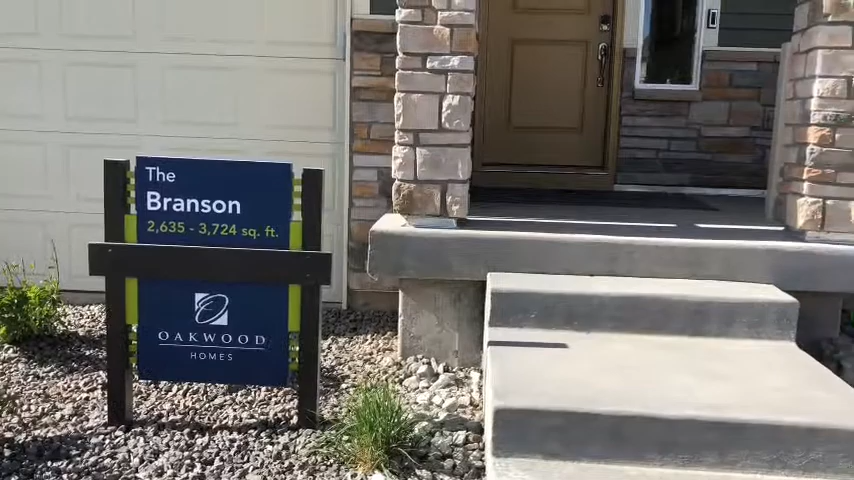 The
Branson
2,635 - 3,724 sq. ft.
OAKWOOD
HOMES